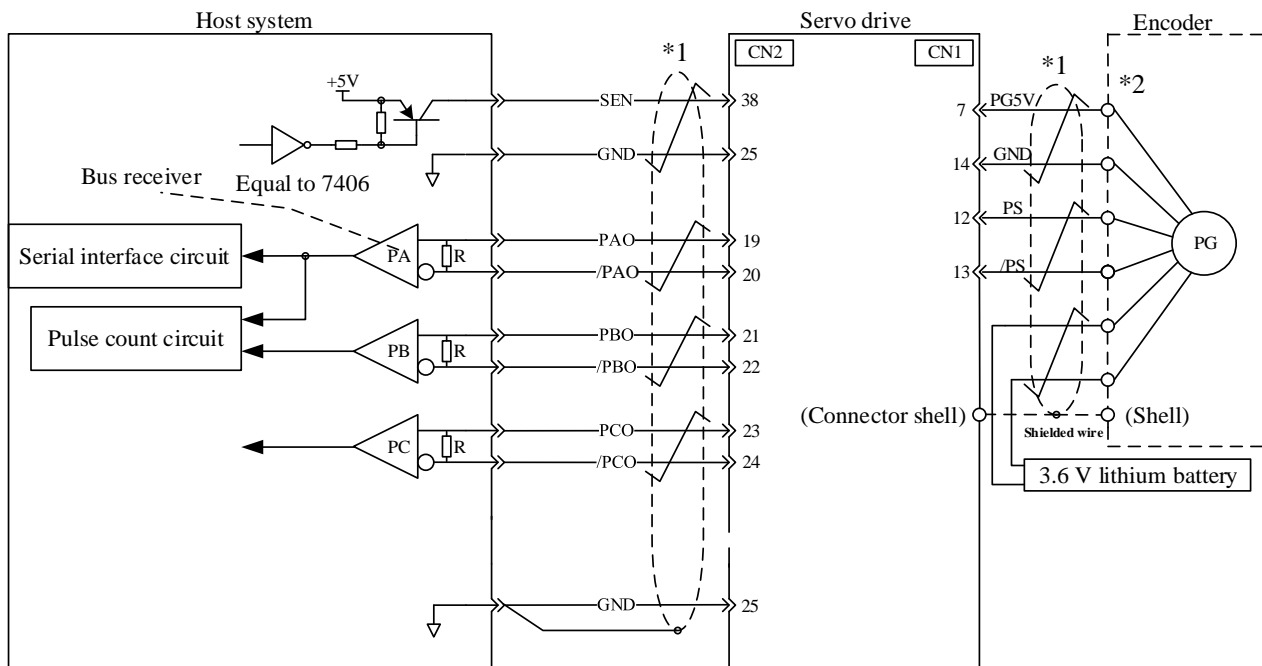 Host system
Servo drive
Encoder
CN2
CN1
*1
*1
*2
+5V
SEN
38
7
PG5V
GND
25
14
GND
Bus receiver
Equal to 7406
12
PS
PG
Serial interface circuit
PA
R
PAO
19
/PAO
20
13
/PS
Pulse count circuit
PB
R
PBO
21
/PBO
22
PC
R
PCO
23
/PCO
24
(Connector shell)
(Shell)
Shielded wire
3.6 V lithium battery
GND
25